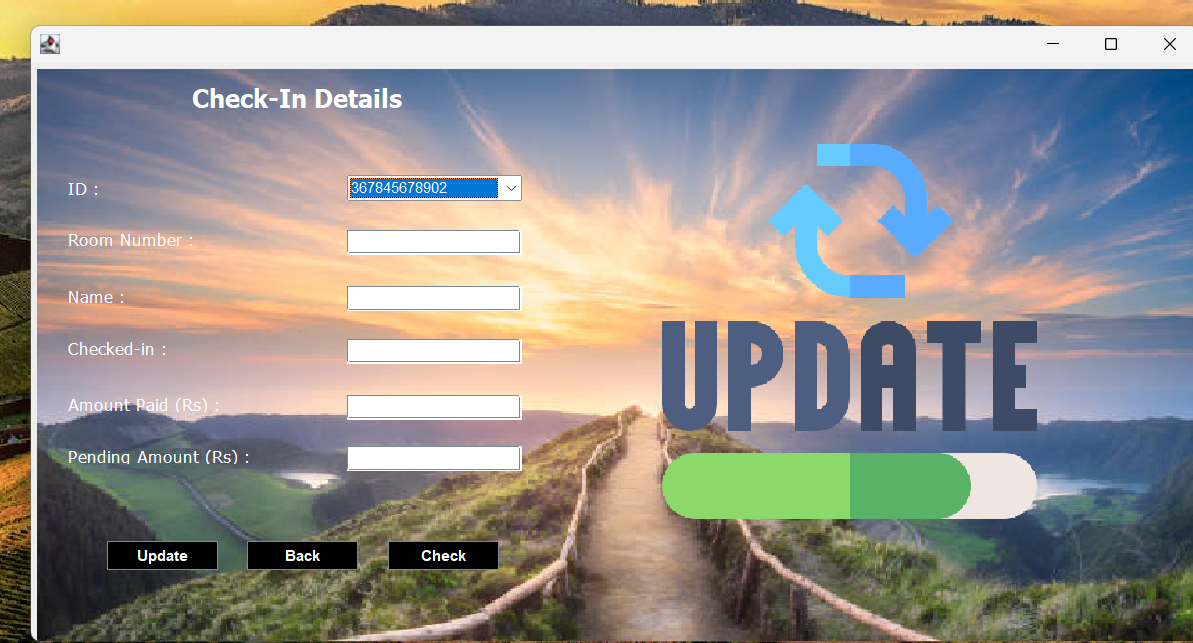 Check-In Details
ID :
367845678902
Room Number :
Name :
Checked-in :
Amount Paid (Rs) :
Pending Amount (Rs) :
Update
Back
Check
UPDATE